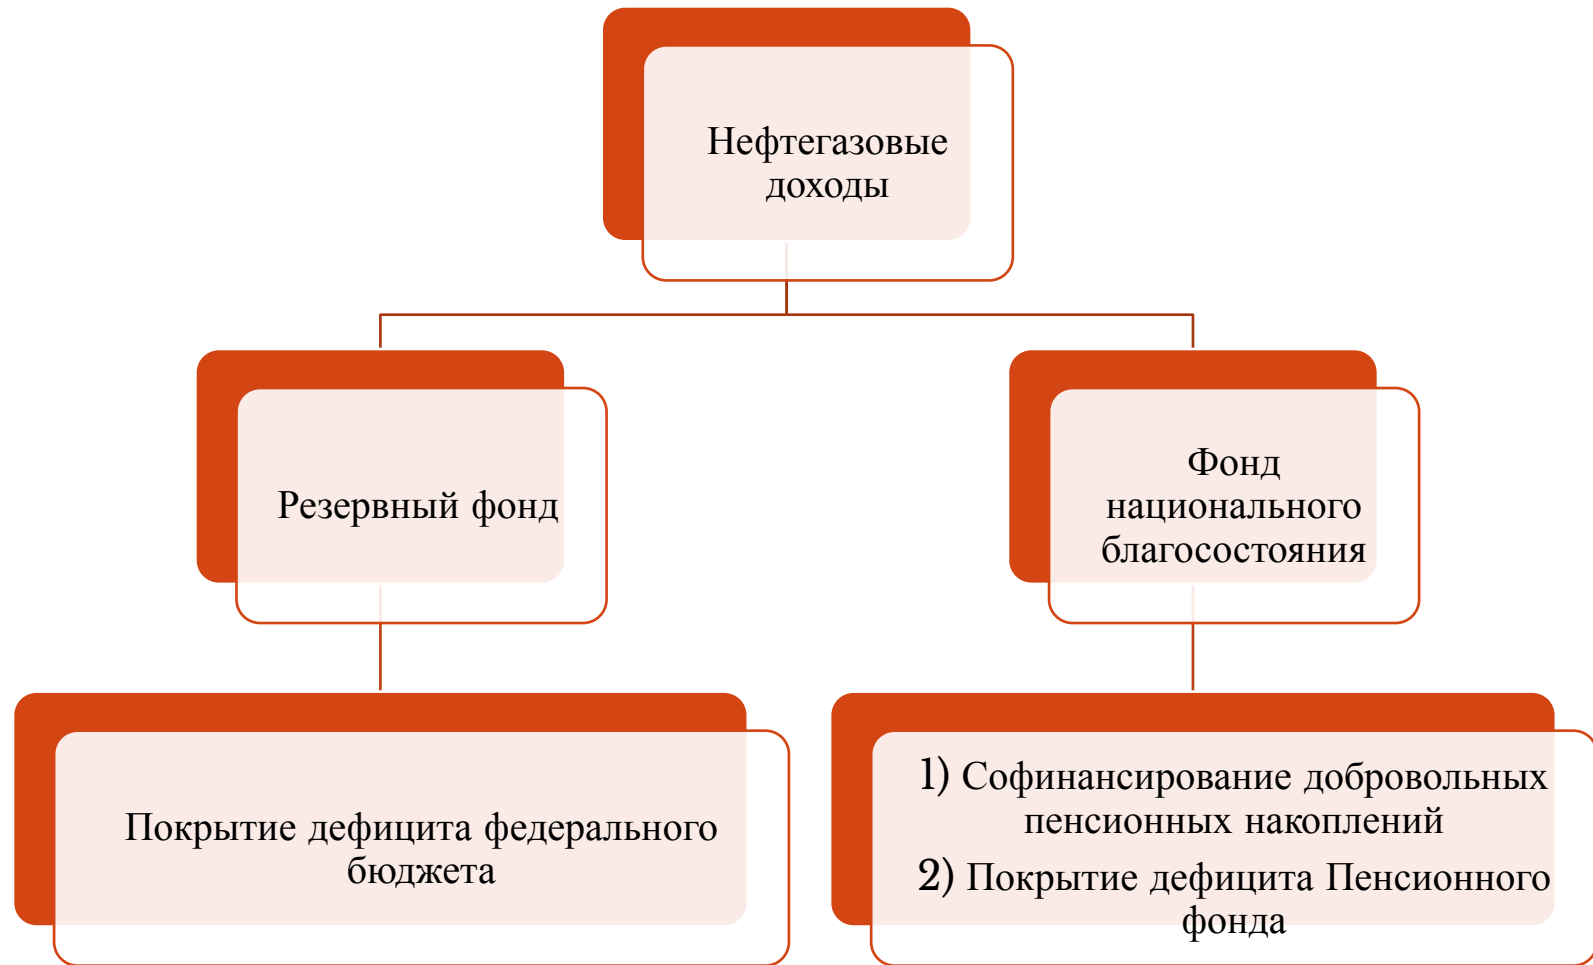 Нефтегазовые
доходы
Резервный фонд
Фонд
национального
благосостояния
Покрытие дефицита федерального
бюджета
1) Софинансирование добровольных
пенсионных накоплений
2) Покрытие дефицита Пенсионного
фонда